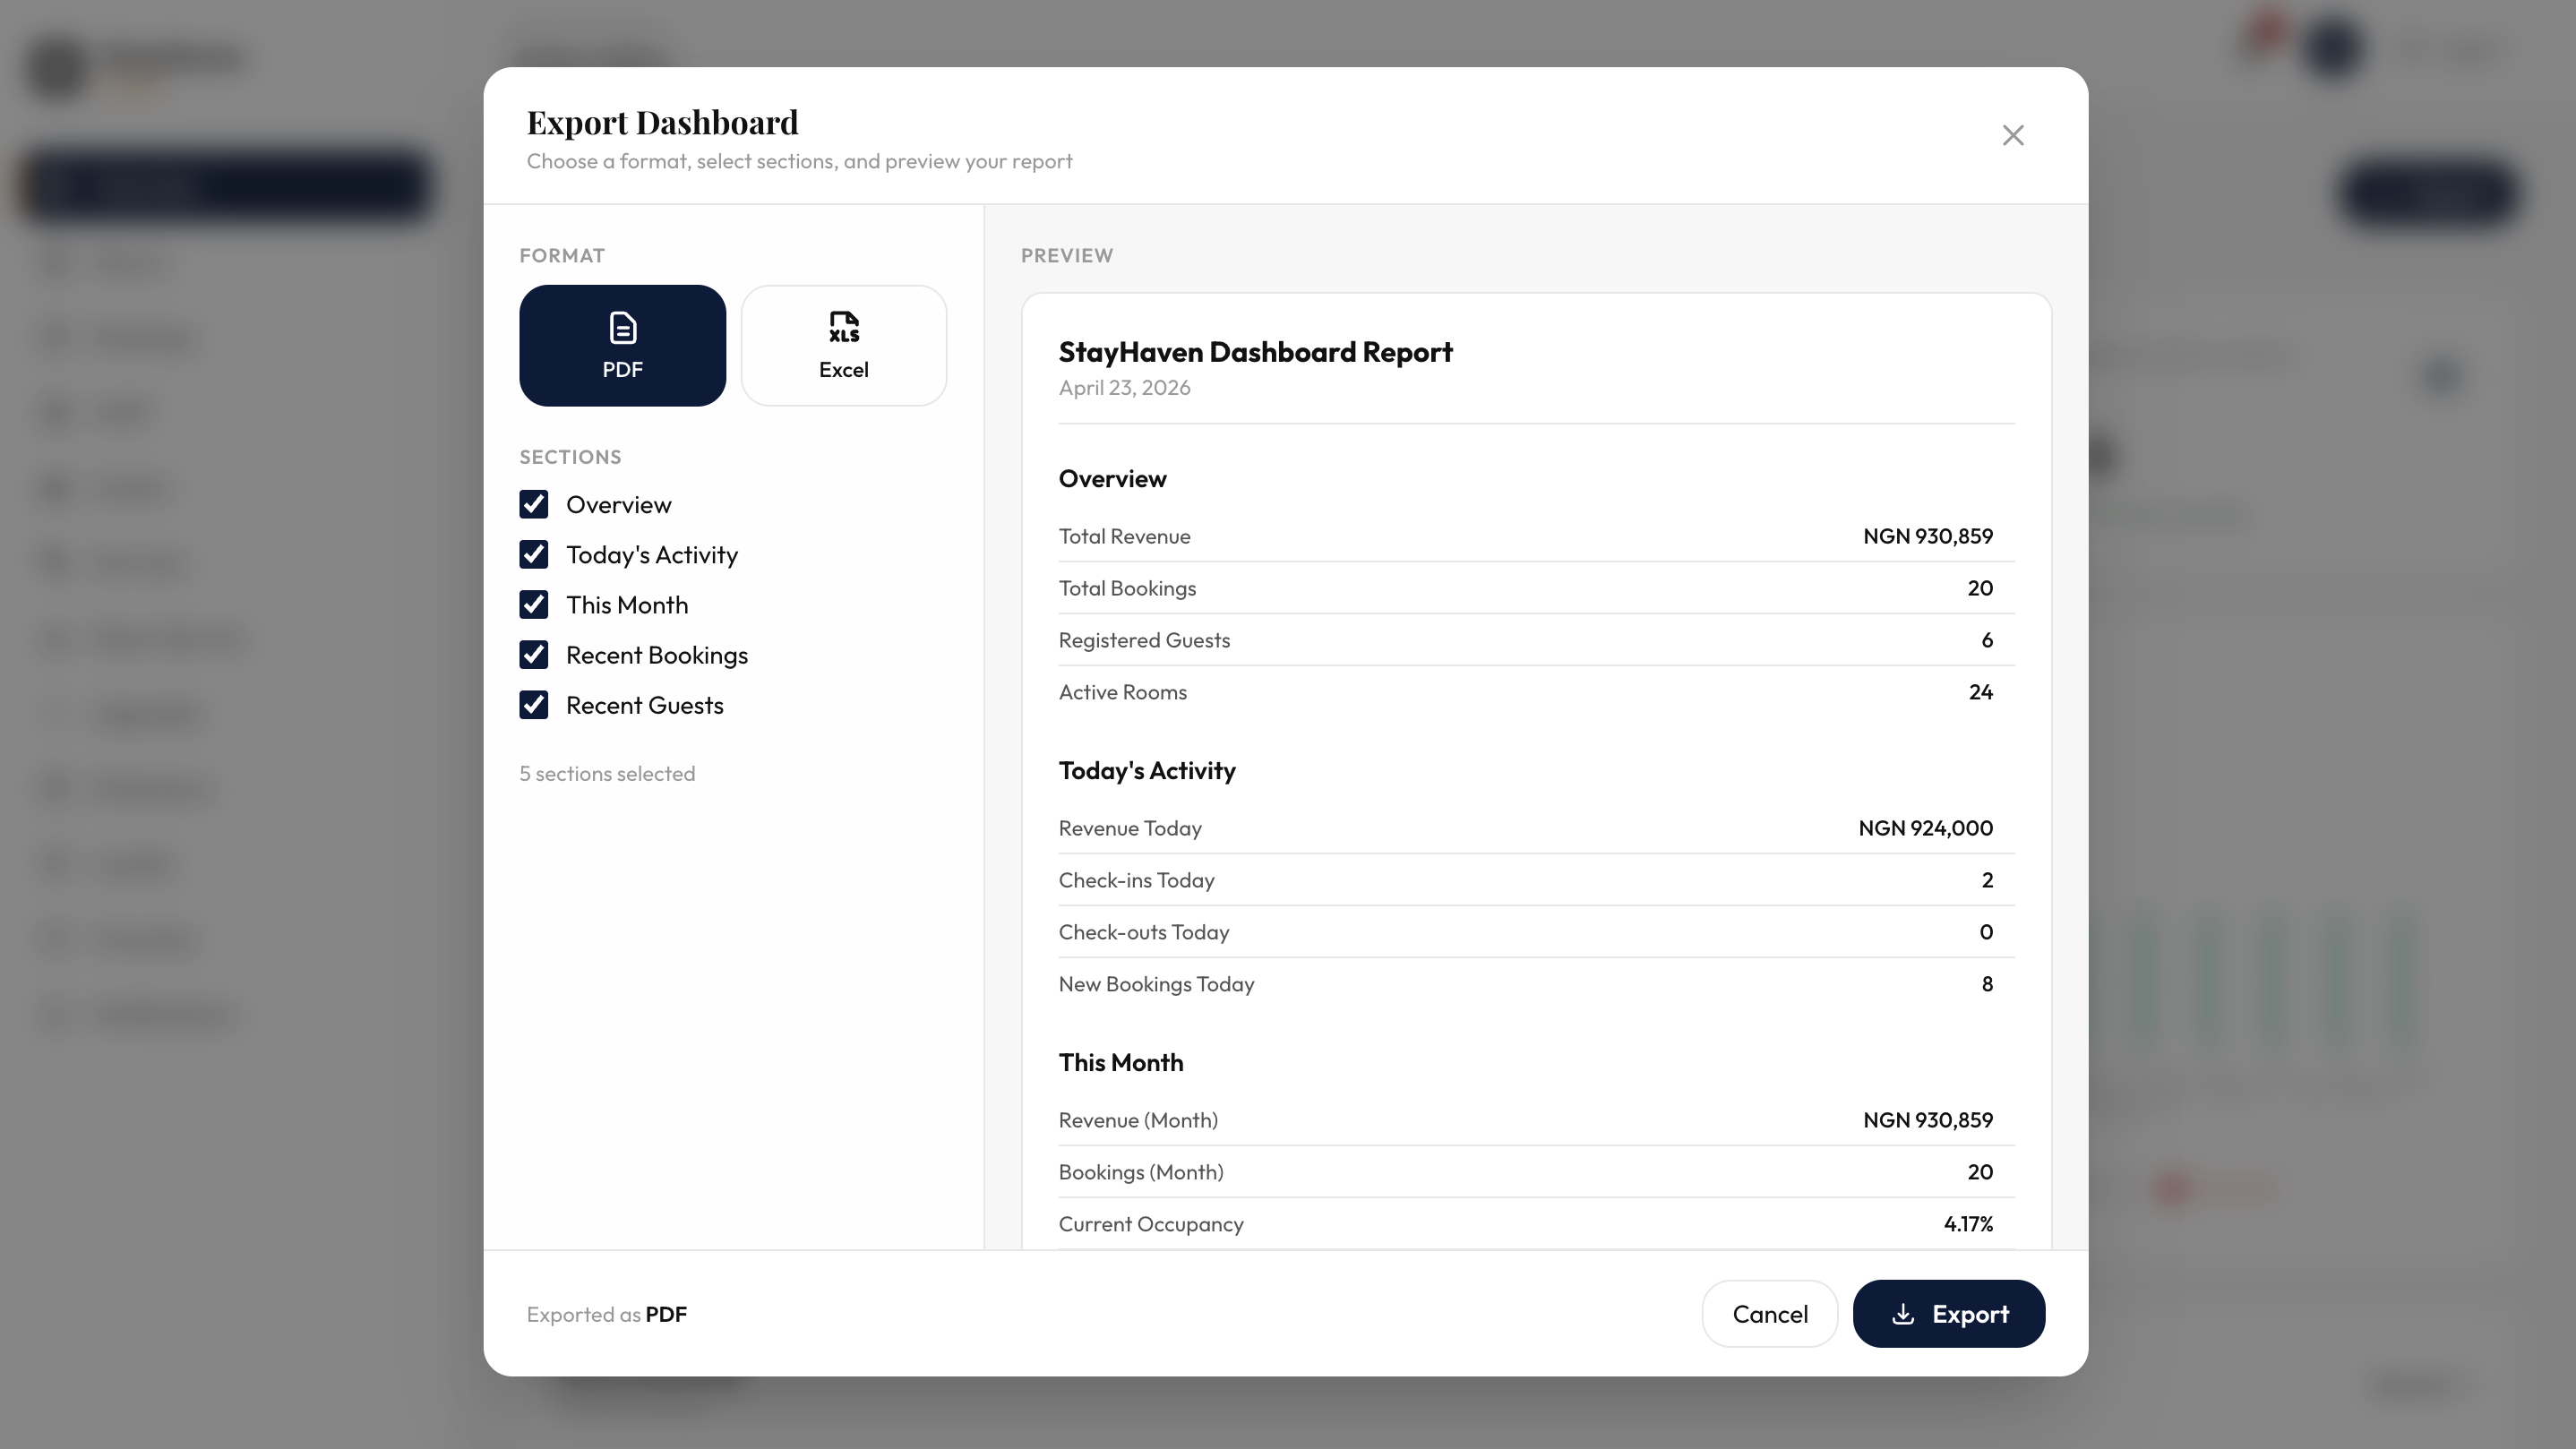 Export Dashboard
Choose a format, select sections, and preview your report
FORMAT
PDF
XLS
Excel
SECTIONS
Overview
Today's Activity
This Month
Recent Bookings
Recent Guests
5 sections selected
PREVIEW
StayHaven Dashboard Report
April 23, 2026
Overview
Total Revenue NGN 930,859
Total Bookings 20
Registered Guests 6
Active Rooms 24
Today's Activity
Revenue Today NGN 924,000
Check-ins Today 2
Check-outs Today 0
New Bookings Today 8
This Month
Revenue (Month) NGN 930,859
Bookings (Month) 20
Current Occupancy 4.17%
Exported as PDF
Cancel
Export